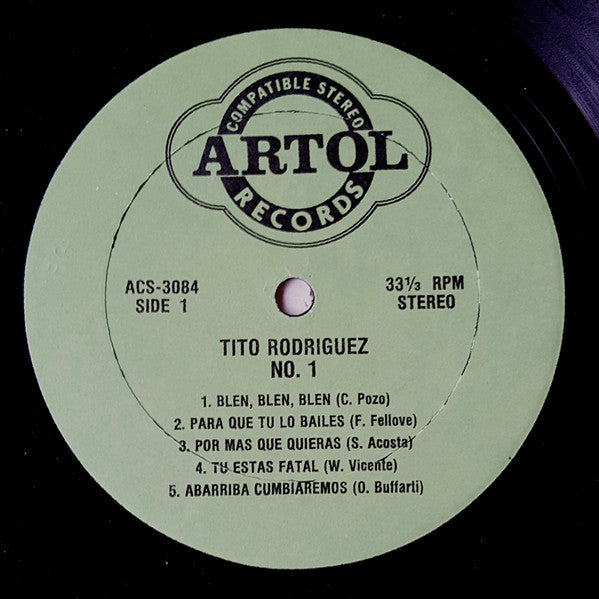 COMPATIBLE STEREO
ARTOL
RECORDS
ACS-3084
SIDE 1
33⅓ RPM
STEREO
TITO RODRIGUEZ
NO. 1
1. BLEN, BLEN, BLEN (C. Pozo)
2. PARA QUE TU LO BAILES (F. Fellove)
3. POR MAS QUE QUIERAS (S. Acosta)
4. TU ESTAS FATAL (W. Vicente)
5. ABARRIBA CUMBIAREMOS (O. Buffarti)